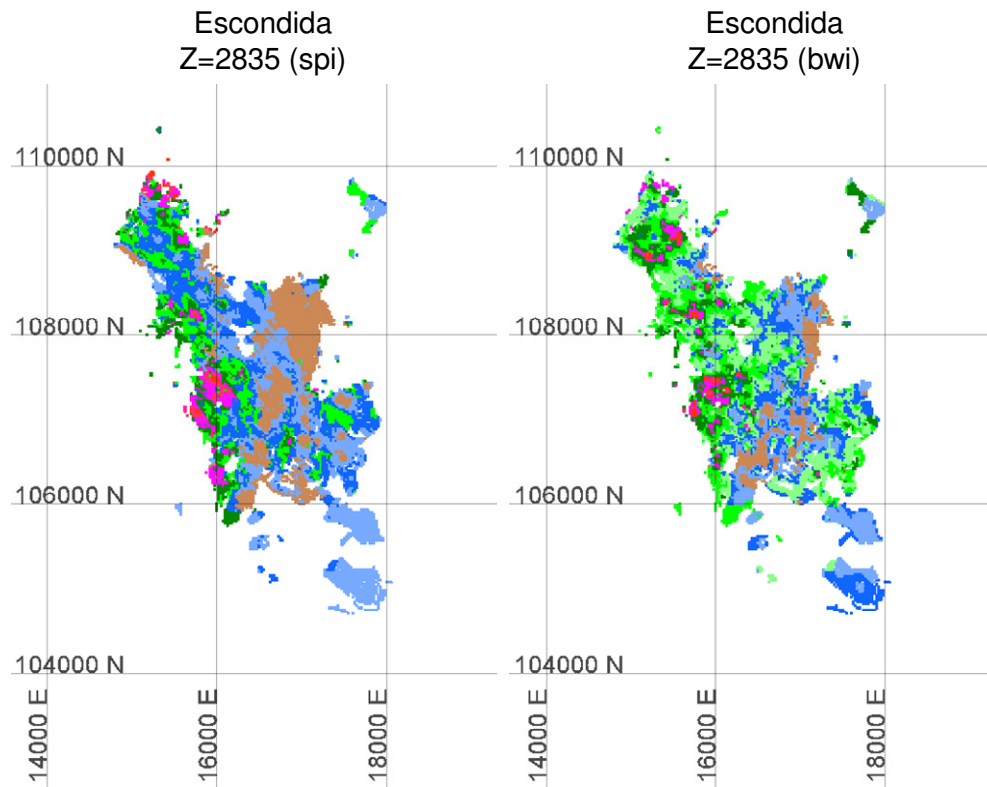 Escondida
Z=2835 (spi)
110000 N
108000 N
106000 N
104000 N
14000 E
16000 E
18000 E
Escondida
Z=2835 (bwi)
110000 N
108000 N
106000 N
104000 N
14000 E
16000 E
18000 E